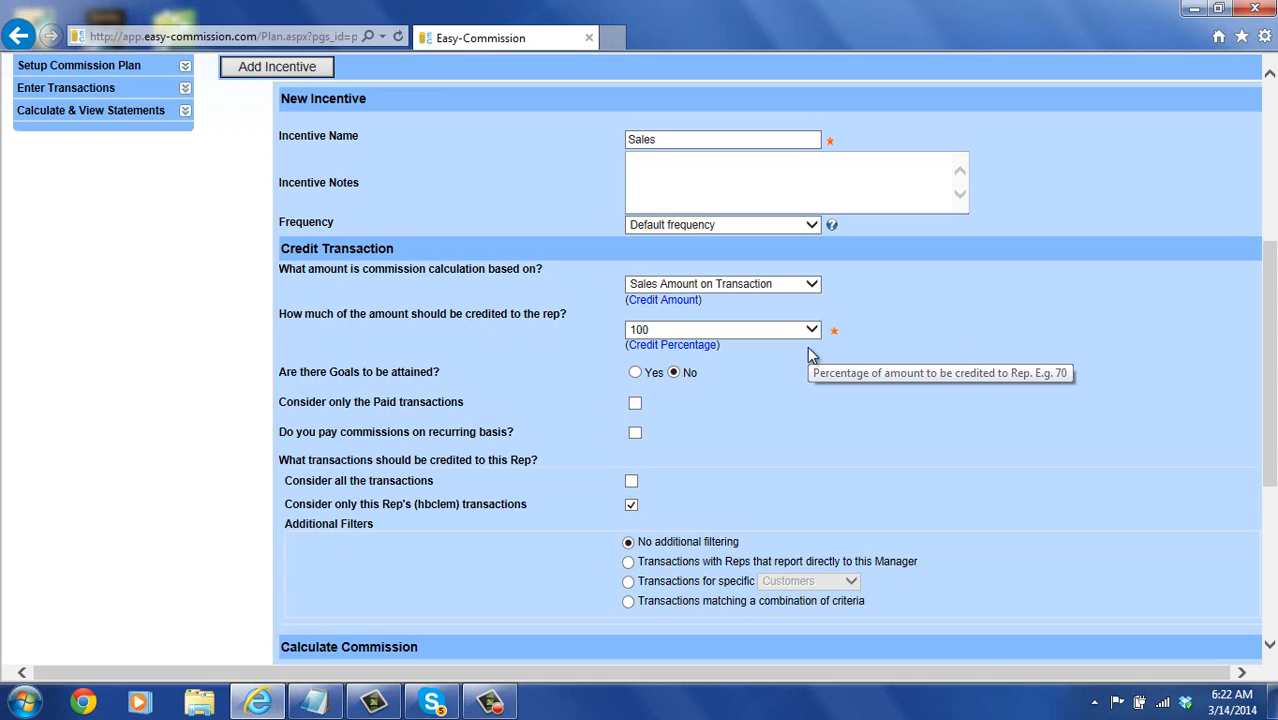 http://app.easy-commission.com/Plan.aspx?pgs_id=p
Easy-Commission
Setup Commission Plan
Enter Transactions
Calculate & View Statements
Add Incentive
New Incentive
Incentive Name
Sales
Incentive Notes
Frequency
Default frequency
Credit Transaction
What amount is commission calculation based on?
Sales Amount on Transaction
(Credit Amount)
How much of the amount should be credited to the rep?
100
(Credit Percentage)
Percentage of amount to be credited to Rep. E.g. 70
Are there Goals to be attained?
Yes No
Consider only the Paid transactions
Do you pay commissions on recurring basis?
What transactions should be credited to this Rep?
Consider all the transactions
Consider only this Rep's (hbclem) transactions
Additional Filters
No additional filtering
Transactions with Reps that report directly to this Manager
Transactions for specific Customers
Transactions matching a combination of criteria
Calculate Commission
5
6:22 AM
3/14/2014